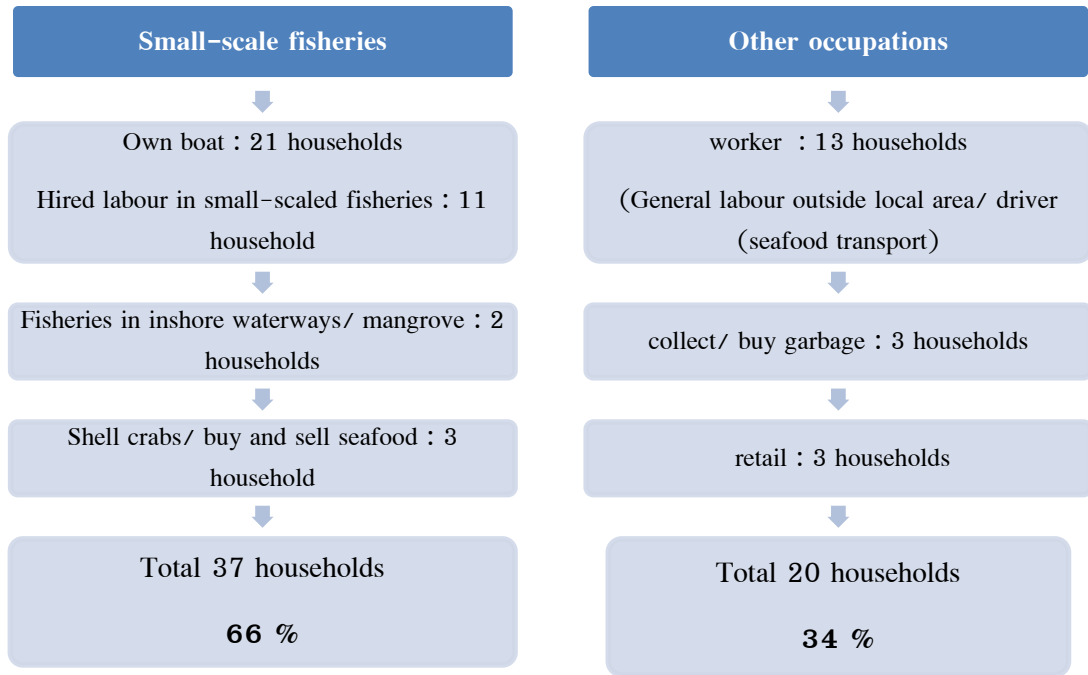 Small-scale fisheries
Own boat : 21 households
Hired labour in small-scaled fisheries : 11
household
Fisheries in inshore waterways/ mangrove : 2
households
Shell crabs/ buy and sell seafood : 3
household
Total 37 households
66 %
Other occupations
worker : 13 households
(General labour outside local area/ driver
(seafood transport)
collect/ buy garbage : 3 households
retail : 3 households
Total 20 households
34 %